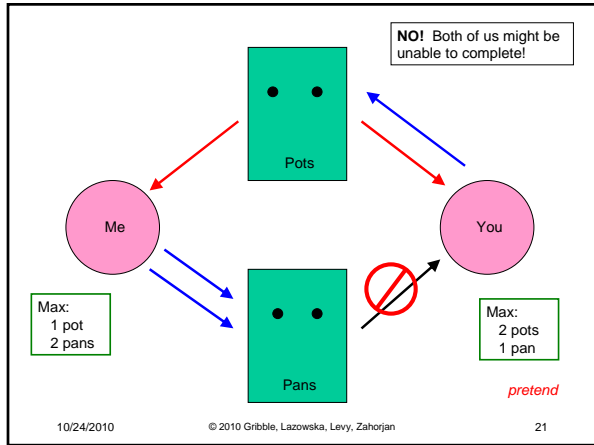 NO! Both of us might be
unable to complete!
Pots
Me
You
Max:
1 pot
2 pans
Max:
2 pots
1 pan
Pans
pretend
10/24/2010
© 2010 Gribble, Lazowska, Levy, Zahorjan
21